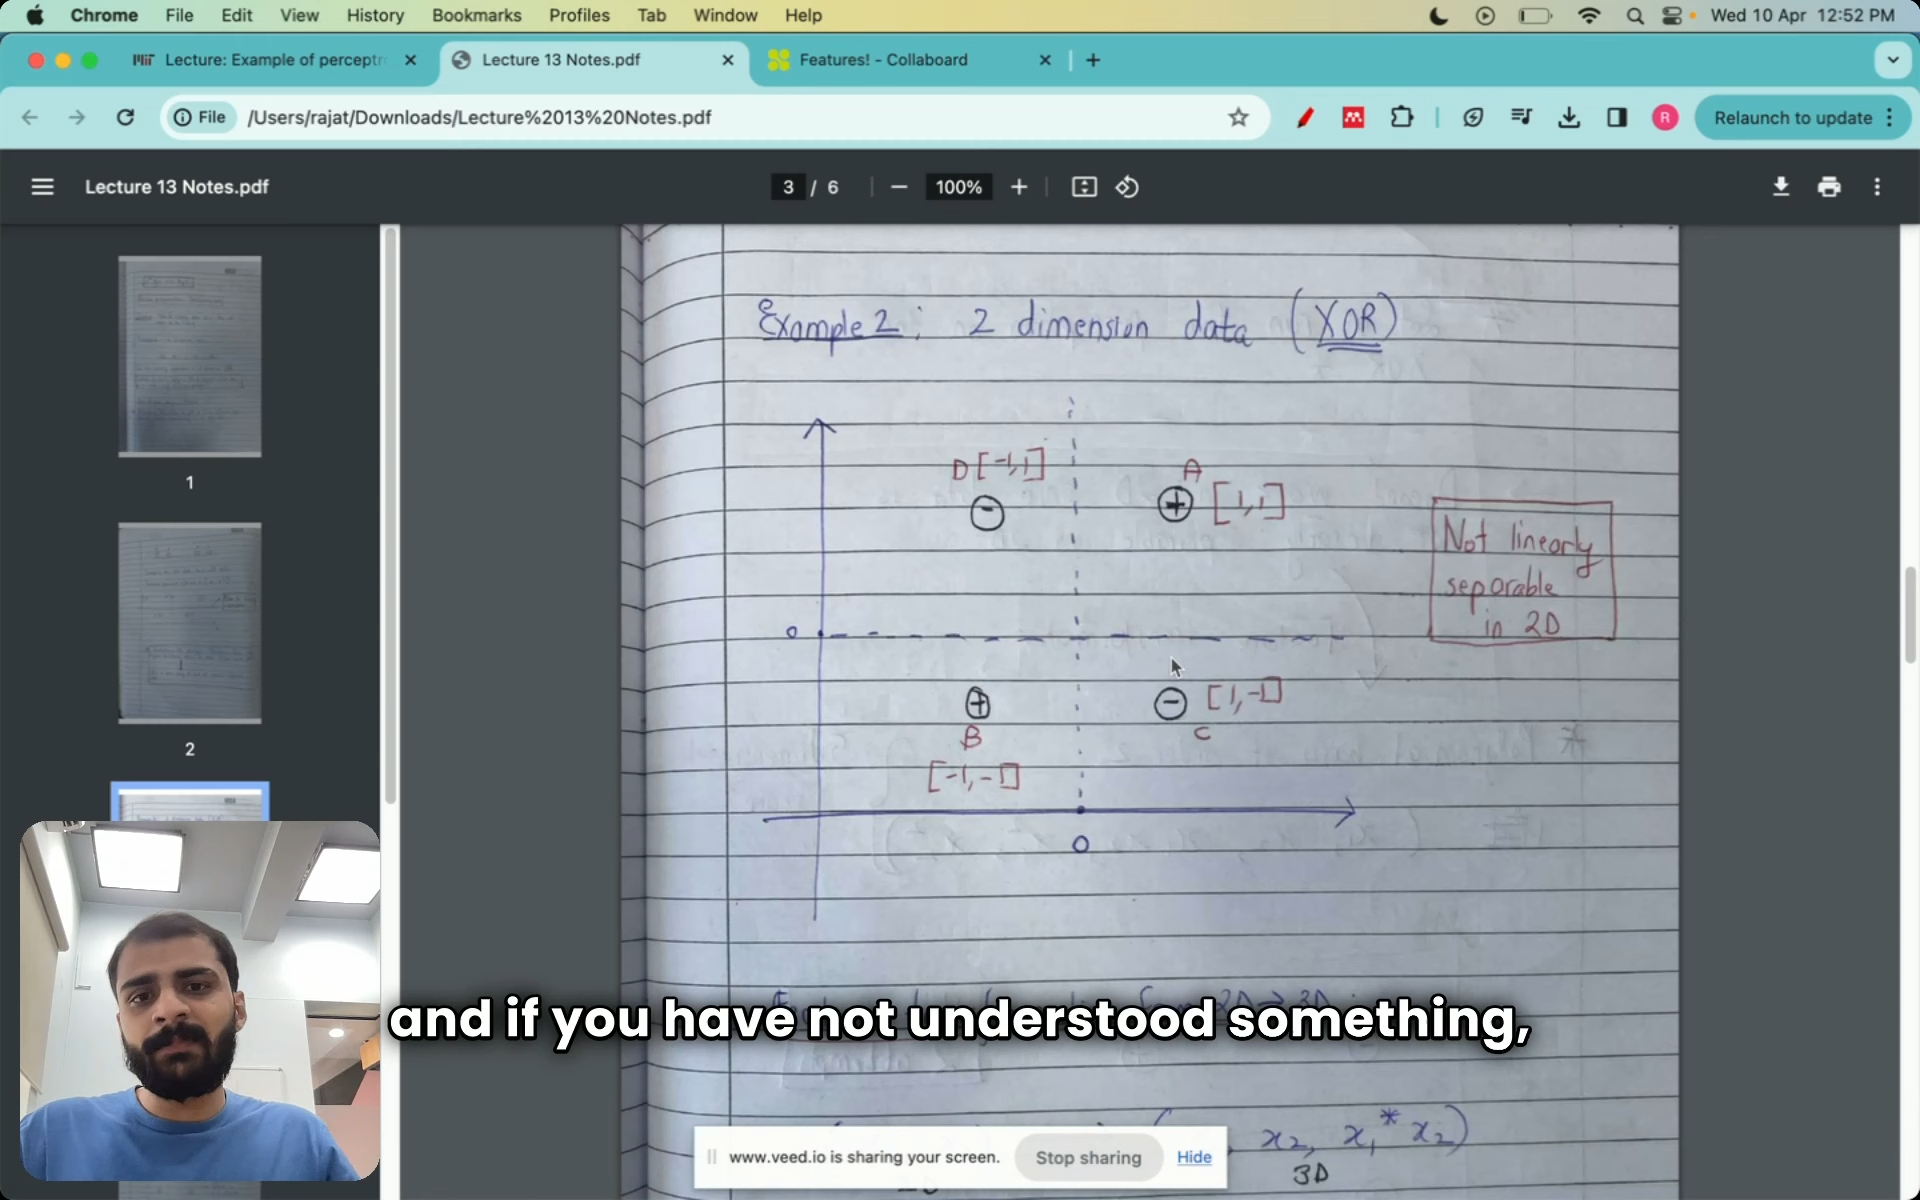 Chrome File Edit View History Bookmarks Profiles Tab Window Help
Wed 10 Apr 12:52 PM
Lecture: Example of perceptr
Lecture 13 Notes.pdf
Features! - Collaboard
File /Users/rajat/Downloads/Lecture%2013%20Notes.pdf
R
Relaunch to update
Lecture 13 Notes.pdf
3 / 6
100%
1
2
Example 2: 2 dimension data (XOR)
D [-1,1]
A
[1,1]
Not linearly
separable
in 2D
0
[1,-1]
B
C
[-1,-1]
0
and if you have not understood something,
x2, x1* x2)
3D
www.veed.io is sharing your screen.
Stop sharing
Hide